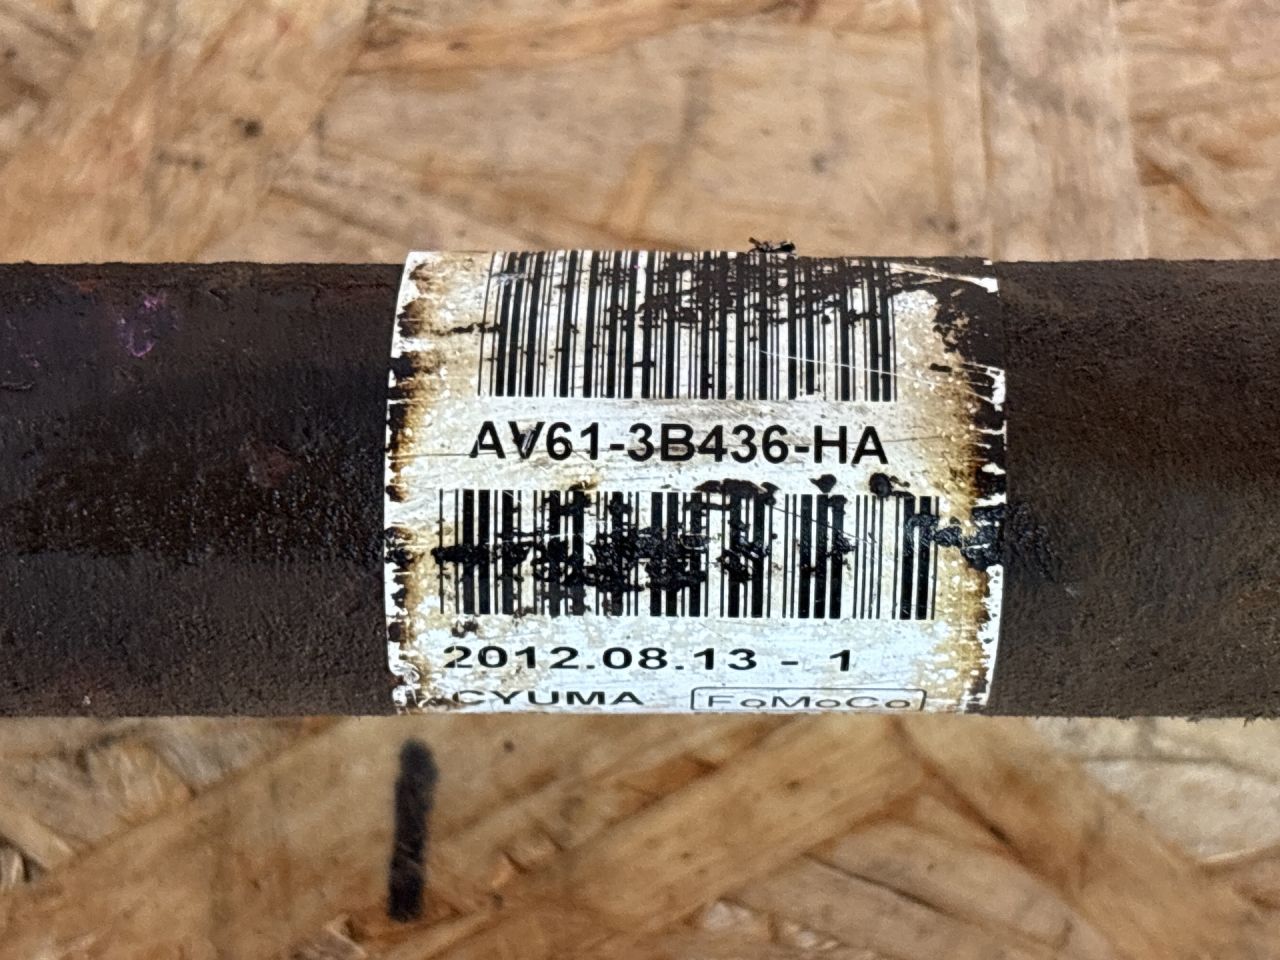 AV61-3B436-HA
2012.08.13 - 1
CYUMA FoMoCo